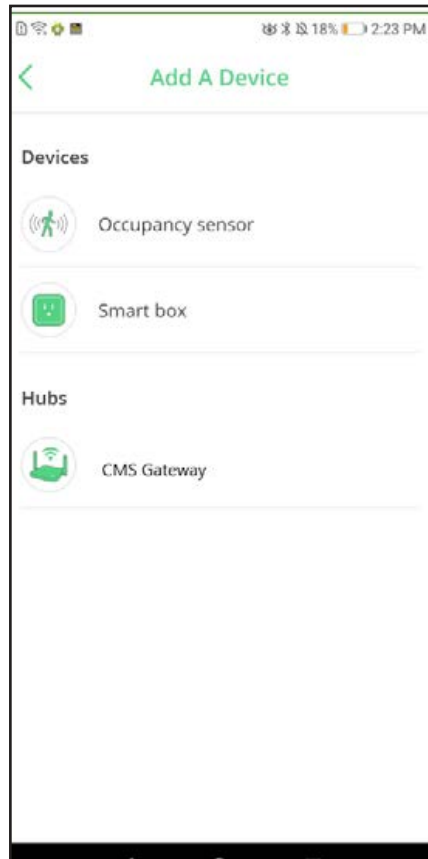 18% 2:23 PM
Add A Device
Devices
Occupancy sensor
Smart box
Hubs
CMS Gateway